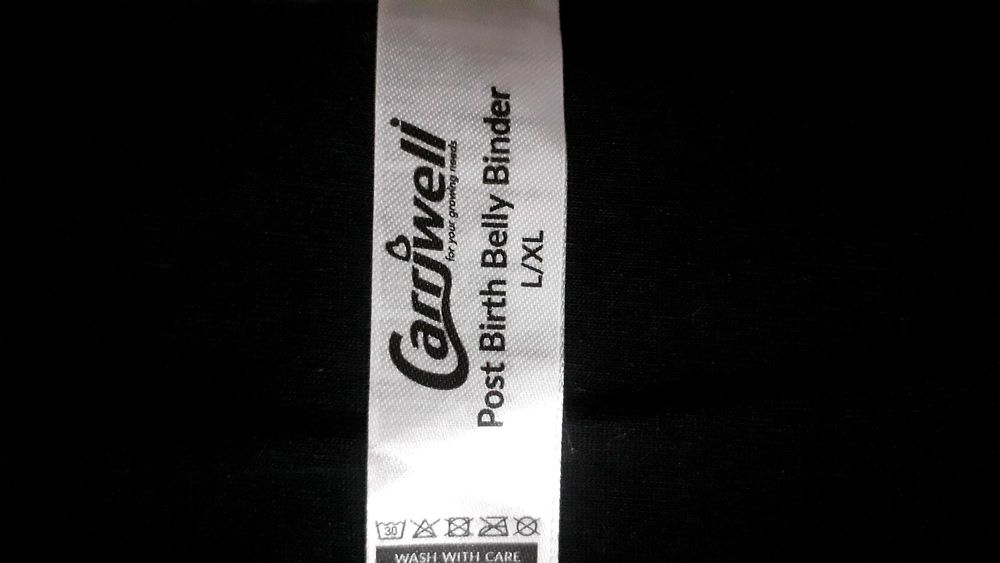 Carriwell
for your growing needs
Post Birth Belly Binder
L/XL
30
WASH WITH CARE